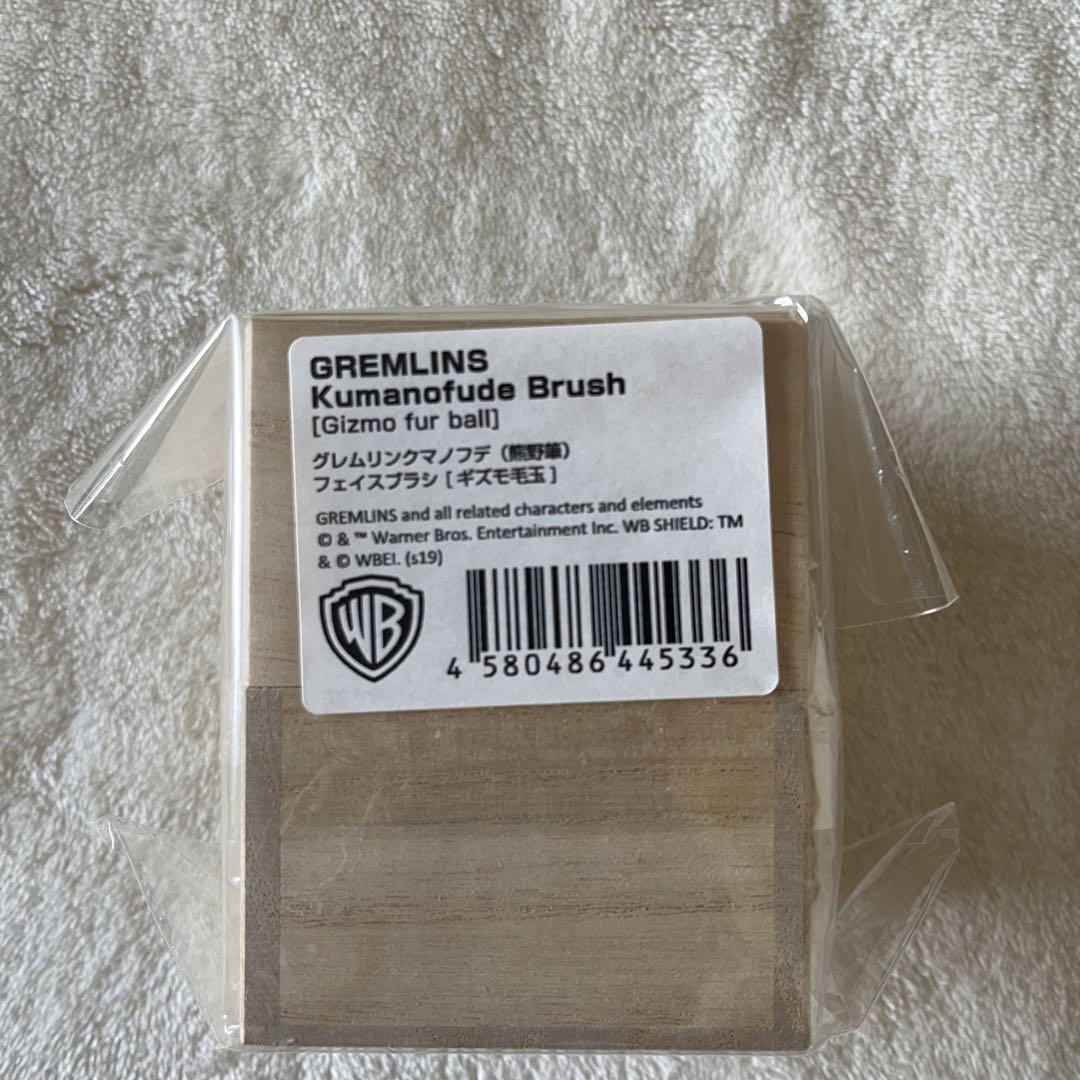 GREMLINS
Kumanofude Brush
[Gizmo fur ball]
グレムリンクマノフデ（熊野筆）
フェイスブラシ [ ギズモ毛玉 ]
GREMLINS and all related characters and elements
© & ™ Warner Bros. Entertainment Inc. WB SHIELD: TM
& © WBEI. (s19)
WB
4 580486 445336